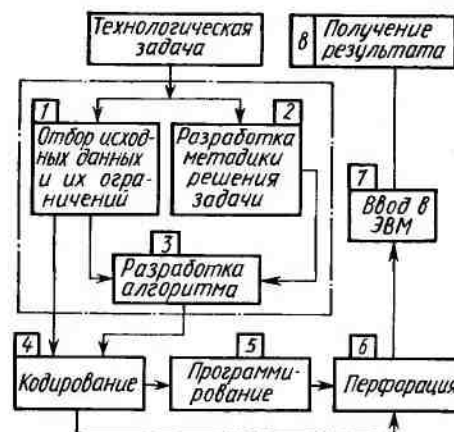 Технологическая
задача
8
Получение
результата
1
Отбор исход-
ных данных
и их огра-
ничений
2
Разработка
метадики
решения
задачи
3
Разработка
алгоритма
7
Ввод в
ЭВМ
4
Кодирование
5
Программи-
рование
6
Перфорация